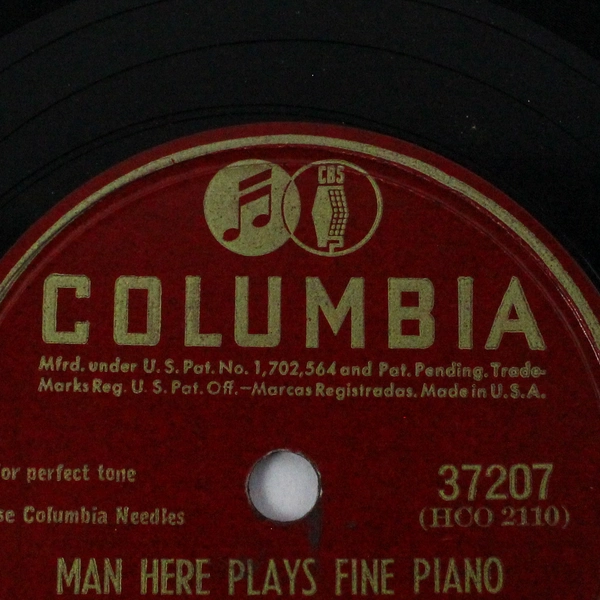 CBS
COLUMBIA
Mfrd. under U. S. Pat. No. 1,702,564 and Pat. Pending. Trade-
Marks Reg. U. S. Pat. Off.—Marcas Registradas. Made in U.S.A.
or perfect tone
37207
se Columbia Needles
(HCO 2110)
MAN HERE PLAYS FINE PIANO